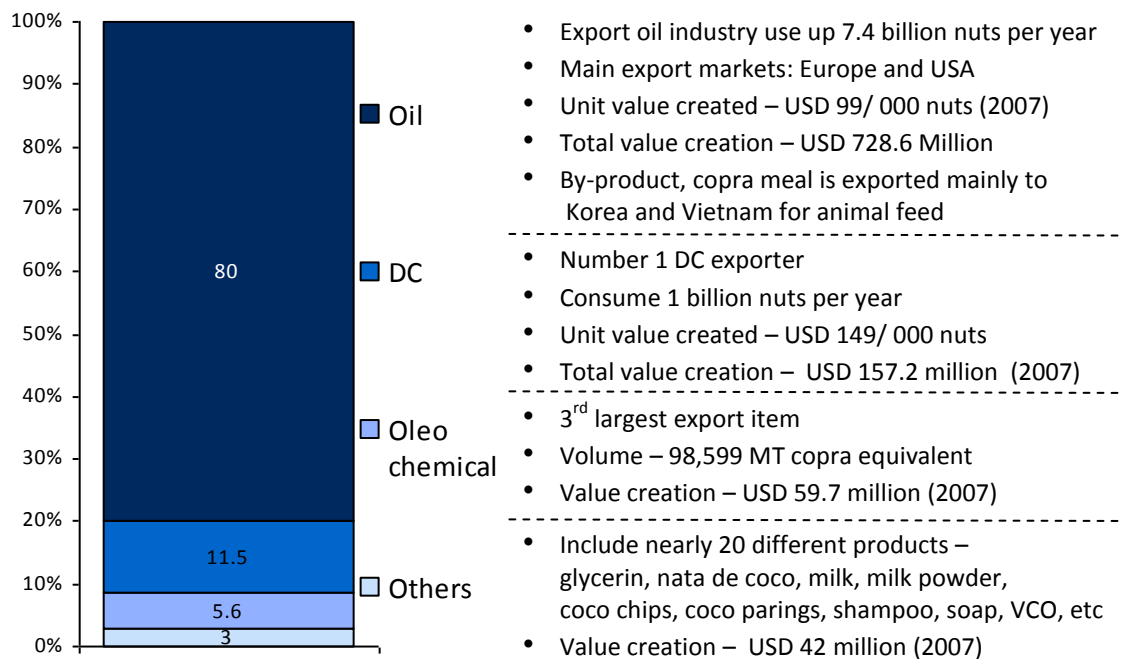 100%
90%
80%
70%
60%
50%
40%
30%
20%
10%
0%
80
11.5
5.6
3
Oil
DC
Oleo
chemical
Others
• Export oil industry use up 7.4 billion nuts per year
• Main export markets: Europe and USA
• Unit value created – USD 99/ 000 nuts (2007)
• Total value creation – USD 728.6 Million
• By-product, copra meal is exported mainly to
Korea and Vietnam for animal feed
• Number 1 DC exporter
• Consume 1 billion nuts per year
• Unit value created – USD 149/ 000 nuts
• Total value creation – USD 157.2 million (2007)
• 3rd largest export item
• Volume – 98,599 MT copra equivalent
• Value creation – USD 59.7 million (2007)
• Include nearly 20 different products –
glycerin, nata de coco, milk, milk powder,
coco chips, coco parings, shampoo, soap, VCO, etc
• Value creation – USD 42 million (2007)